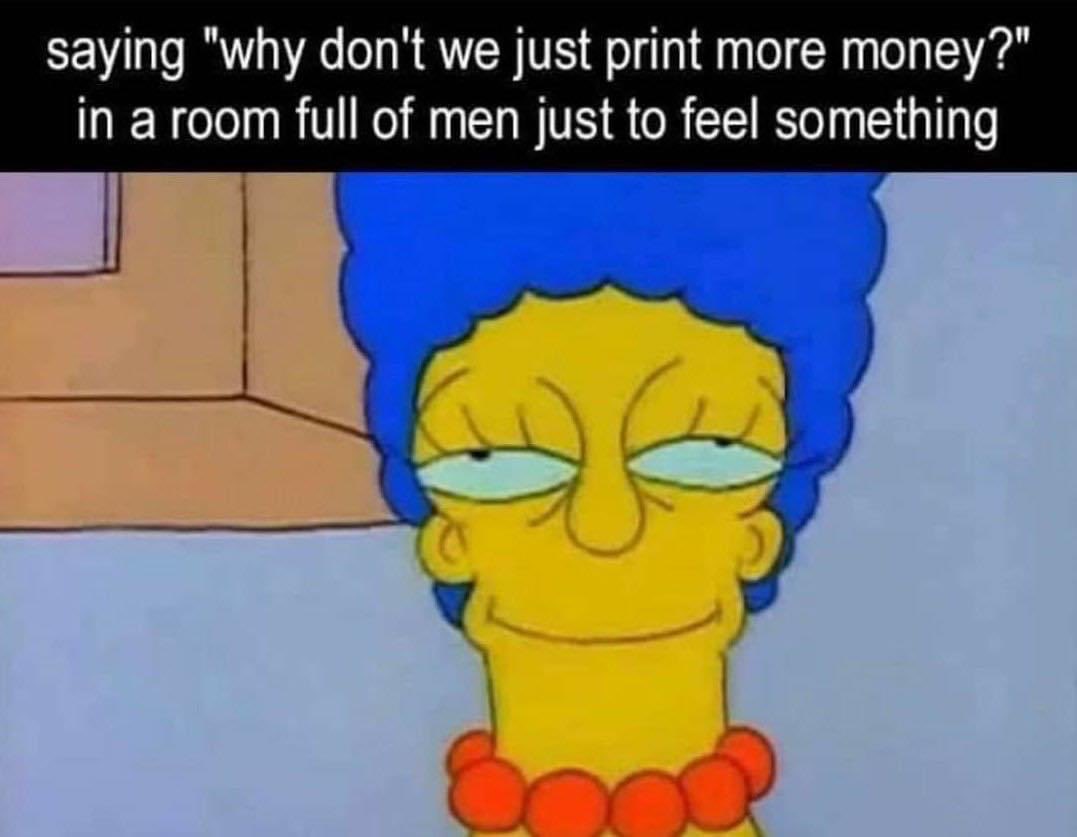 saying "why don't we just print more money?"
in a room full of men just to feel something